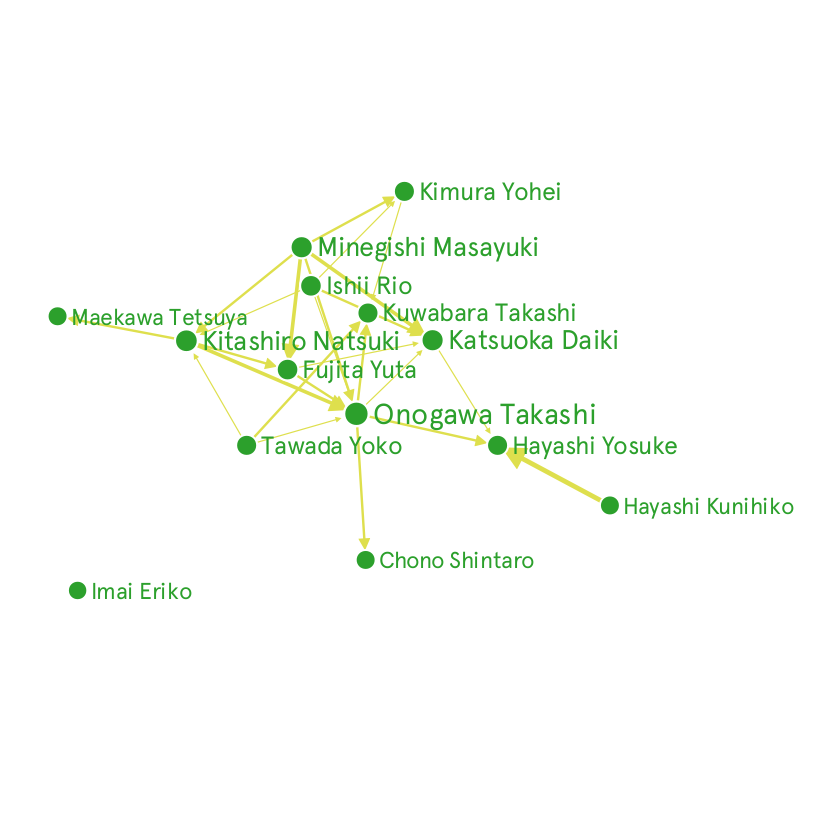 Kimura Yohei
Minegishi Masayuki
Ishii Rio
Kuwabara Takashi
Maekawa Tetsuya
Kitashiro Natsuki
Katsuoka Daiki
Fujita Yuta
Onogawa Takashi
Tawada Yoko
Hayashi Yosuke
Hayashi Kunihiko
Chono Shintaro
Imai Eriko